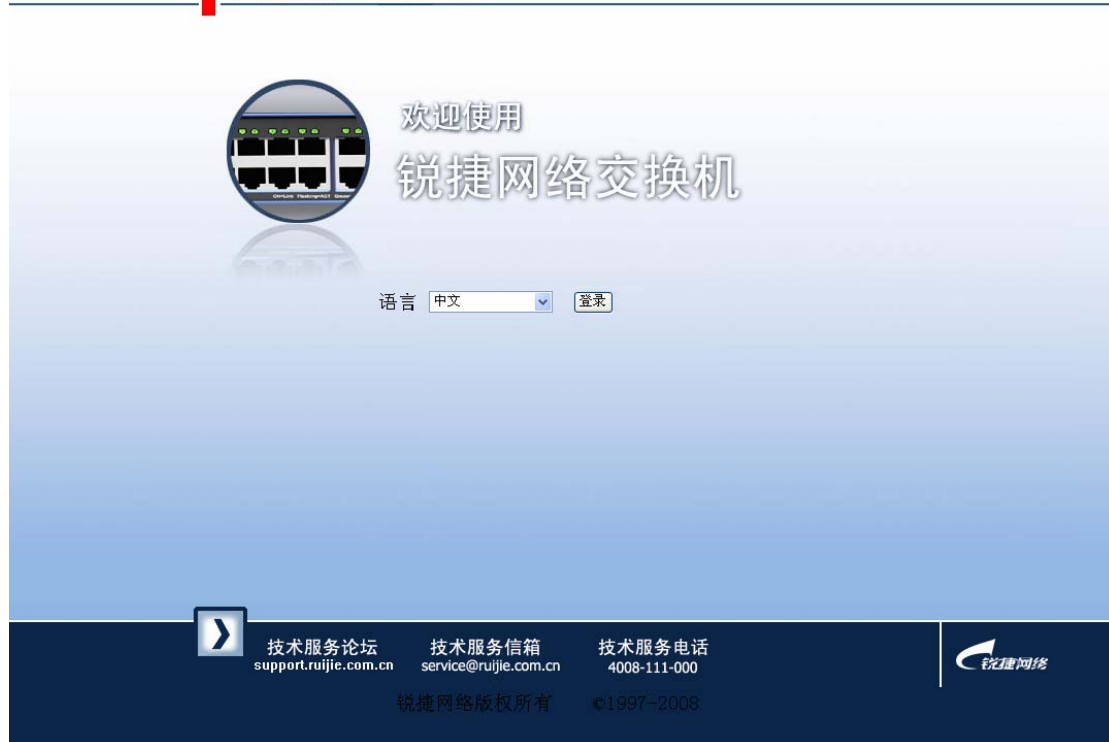 欢迎使用
锐捷网络交换机
语言 中文 登录
技术服务论坛 技术服务信箱 技术服务电话
support.ruijie.com.cn service@ruijie.com.cn 4008-111-000
锐捷网络
锐捷网络版权所有 ©1997-2008